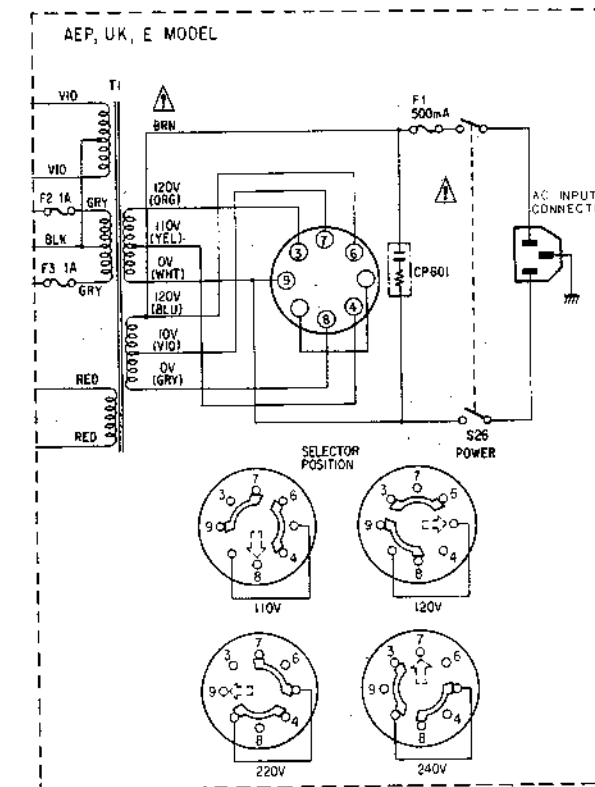 AEP, UK, E MODEL
T1
VIO
BRN
F1
500mA
VIO
120V
(ORG)
F2 1A
GRY
110V
(YEL)
BLK
0V
(WHT)
F3 1A
GRY
120V
(BLU)
10V
(VIO)
0V
(GRY)
3
7
6
9
4
8
CP801
AC INPUT
CONNECT
RED
RED
S26
POWER
SELECTOR
POSITION
3
7
6
9
4
8
110V
3
7
6
9
4
8
120V
3
7
6
9
4
8
220V
3
7
6
9
4
8
240V